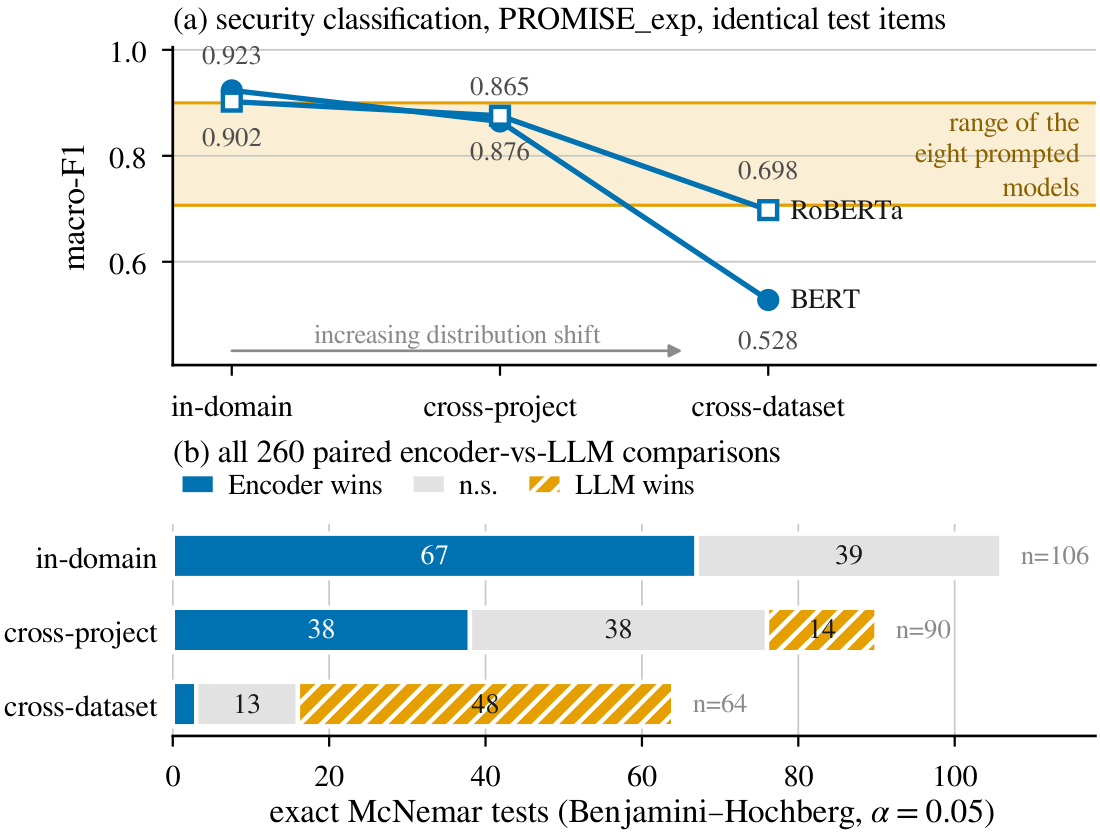 (a) security classification, PROMISE_exp, identical test items
macro-F1
1.0
0.8
0.6
0.923
0.902
0.865
0.876
0.698
0.528
range of the
eight prompted
models
RoBERTa
BERT
increasing distribution shift
in-domain
cross-project
cross-dataset
(b) all 260 paired encoder-vs-LLM comparisons
Encoder wins
n.s.
LLM wins
in-domain
67
39
n=106
cross-project
38
38
14
n=90
cross-dataset
13
48
n=64
0
20
40
60
80
100
exact McNemar tests (Benjamini–Hochberg, α = 0.05)